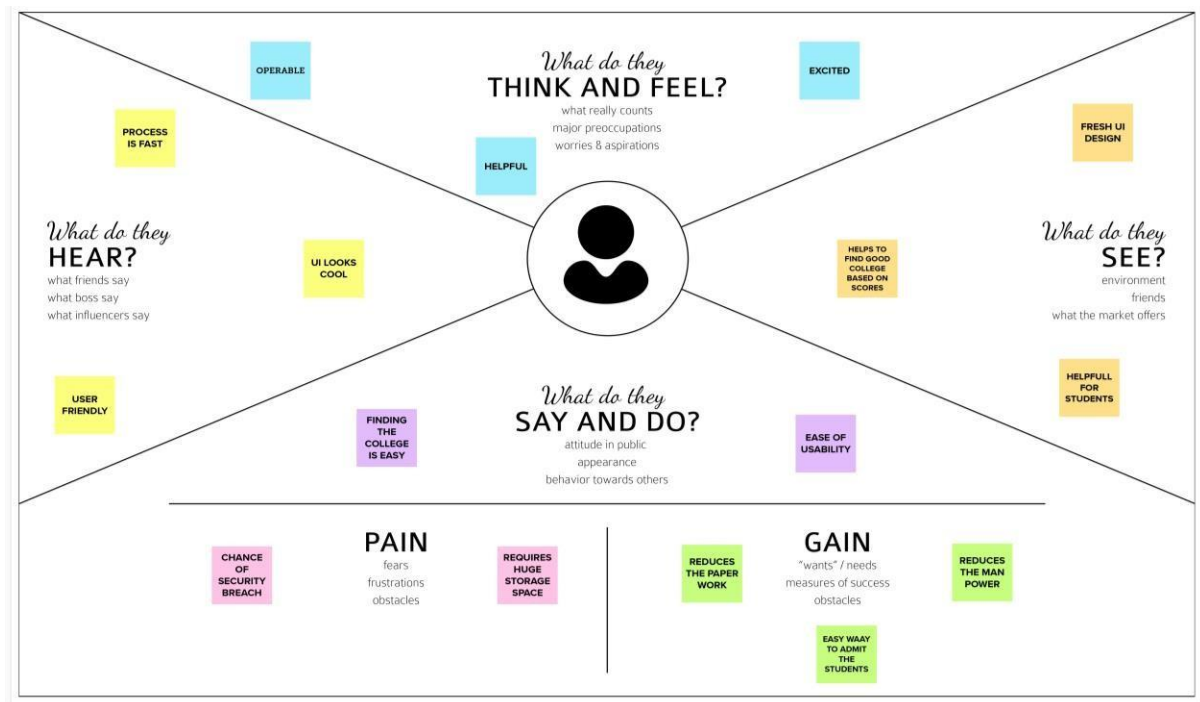 What do they
THINK AND FEEL?
what really counts
major preoccupations
worries & aspirations
OPERABLE
EXCITED
HELPFUL
PROCESS
IS FAST
What do they
HEAR?
what friends say
what boss say
what influencers say
UI LOOKS
COOL
USER
FRIENDLY
FRESH UI
DESIGN
What do they
SEE?
environment
friends
what the market offers
HELPS TO
FIND GOOD
COLLEGE
BASED ON
SCORES
HELPFULL
FOR
STUDENTS
What do they
SAY AND DO?
attitude in public
appearance
behavior towards others
FINDING
THE
COLLEGE
IS EASY
EASE OF
USABILITY
PAIN
fears
frustrations
obstacles
CHANCE
OF
SECURITY
BREACH
REQUIRES
HUGE
STORAGE
SPACE
GAIN
"wants" / needs
measures of success
obstacles
REDUCES
THE PAPER
WORK
REDUCES
THE MAN
POWER
EASY WAAY
TO ADMIT
THE
STUDENTS